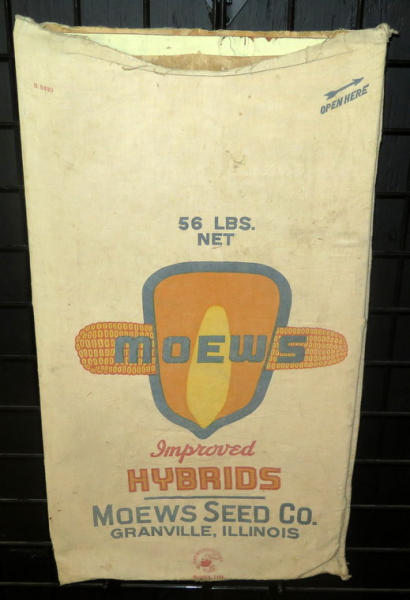 OPEN HERE
56 LBS.
NET
MOEWS
Improved
HYBRIDS
MOEWS SEED CO.
GRANVILLE, ILLINOIS